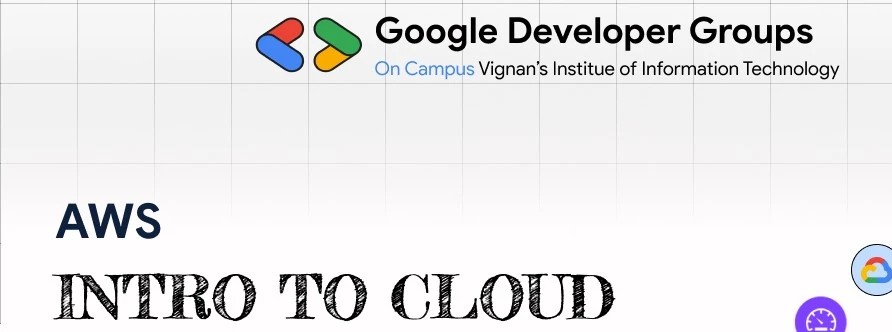 Google Developer Groups
On Campus Vignan's Institue of Information Technology
AWS
INTRO TO CLOUD